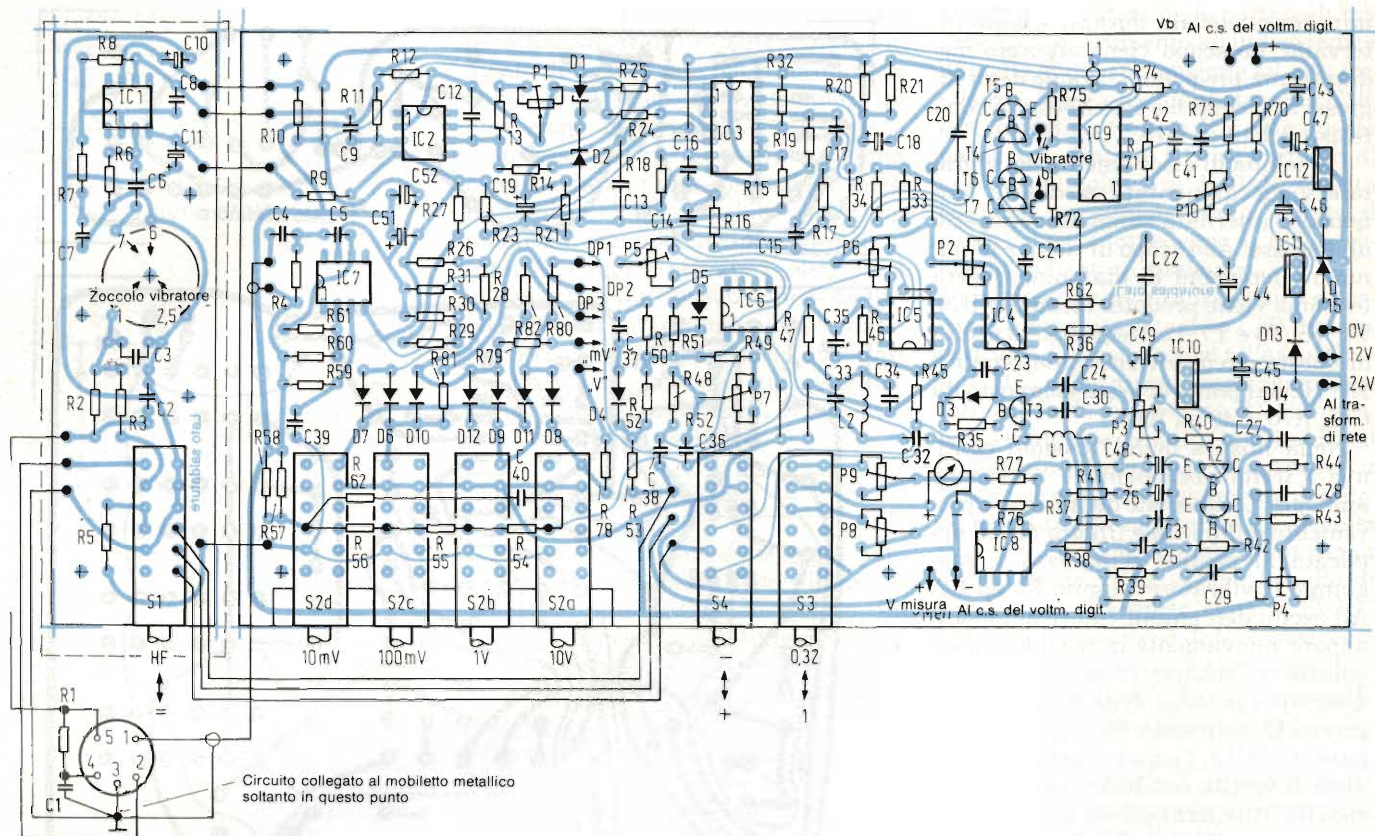 Vb Al c.s. del voltm. digit.
+
R8 C10 R12 P1 D1 R25 R32 R20 R21 L1 R74
C8 IC1 C11 R10 R11 C9 IC2 C12 R13 R24 C16 IC3 R19 C17 C18 C20 T5 B C E R75 IC9 C42 R73 R70 C43 C47
R6 R7 C6 R9 C52 C51 R27 C19 R14 D2 R18 C13 R15 T4 T6 T7 Vibratore a b R71 C41 P10 IC12
C7 7 6 C4 C5 R26 R23 R21 C14 R16 C15 R17 R34 R33 R72 C46
Zoccolo vibratore
1 2,5
R4 IC7 R31 R28 DP1 P5 P6 P2 C21 C22 C44 IC11 D15
DP2 D5 IC6 IC5 IC4 R62
DP3 R61 R30 R29 R82 R80 C37 R50 R51 R49 R47 C35 R46 R36 C49 D13
0V
12V
24V
Al trasform. di rete
C3 R60 R59 R81 R79 „mV" „V" D4 R52 R48 R52 P7 C33 L2 C34 R45 C23 C24 C30 IC10 C45 D14
R2 R3 C2 C39 D7 D6 D10 D12 D9 D11 D8 C36 C32 D3 R35 E B C T3 L1 P3 R40 C27
Lato saldature
R58 R57 R62 C40 R78 R53 C38 P9 R77 R41 C48 C26 T2 E B C R44 C28
R5 R56 R55 R54 P8 R76 R37 C31 T1 R43
IC8 R38 C25 R42
S1 S2d S2c S2b S2a S4 S3 + - R39 C29 P4
V misura Al c.s. del voltm. digit.
HF 10mV 100mV 1V 10V - 0,32
= + 1
R1
5 1
4 3 2
C1
Circuito collegato al mobiletto metallico
soltanto in questo punto